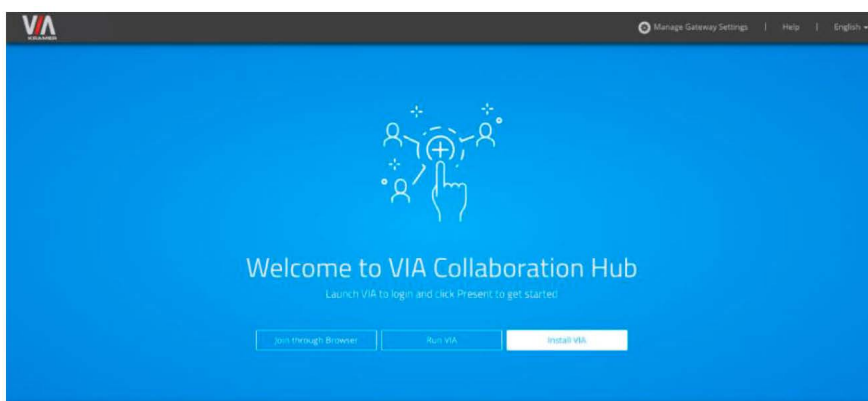 VIA
KRAMER
Manage Gateway Settings | Help | English
Welcome to VIA Collaboration Hub
Launch VIA to login and click Present to get started
Join through Browser
Run VIA
Install VIA